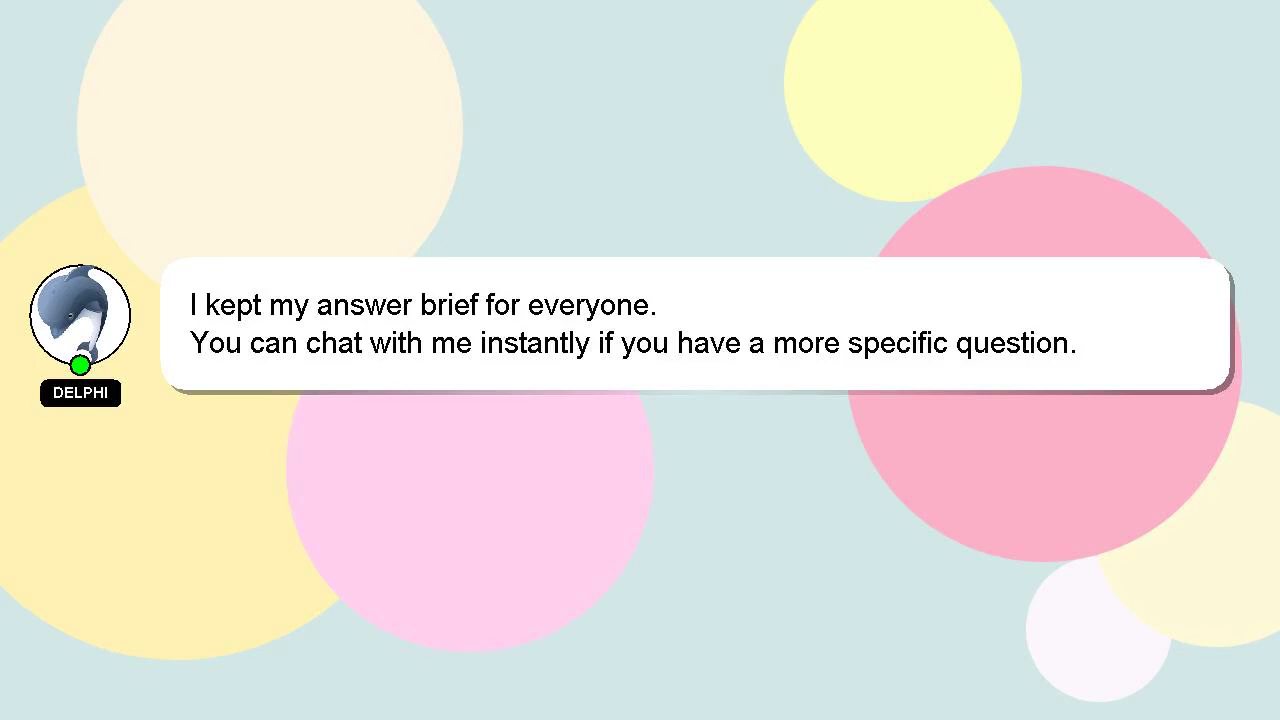 I kept my answer brief for everyone.
You can chat with me instantly if you have a more specific question.
DELPHI